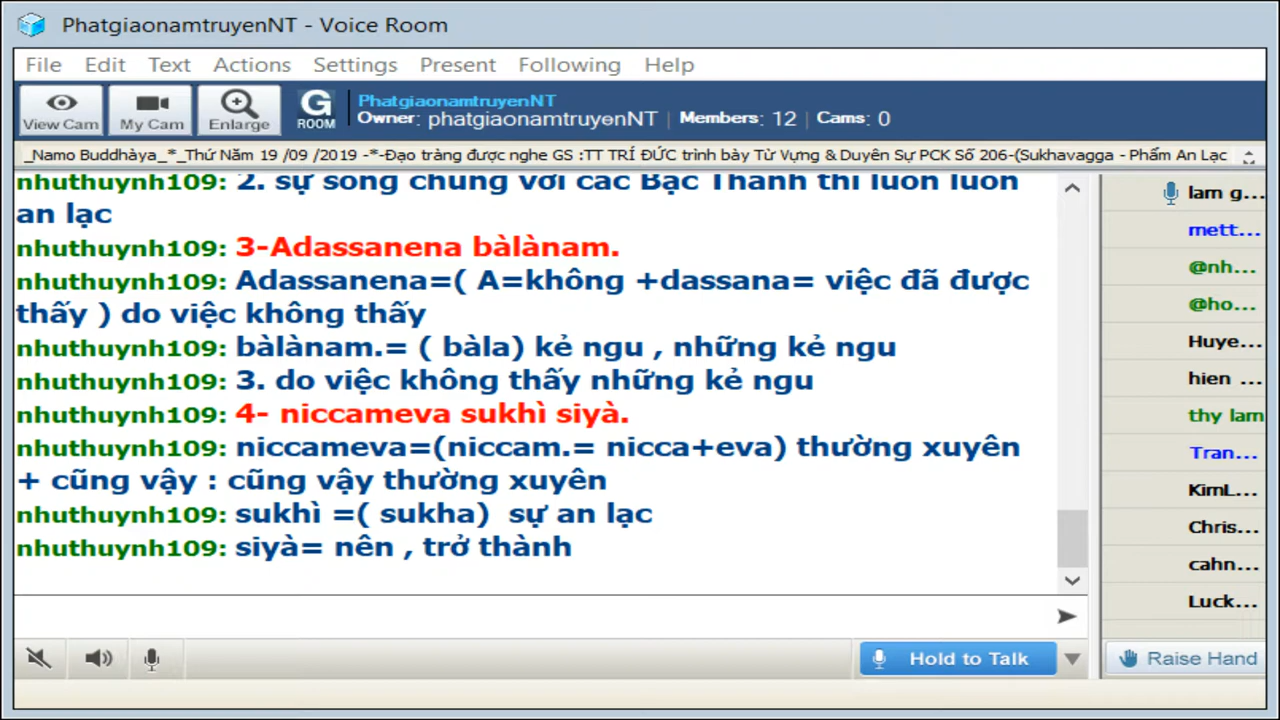 PhatgiaonamtruyenNT - Voice Room
File Edit Text Actions Settings Present Following Help
View Cam My Cam Enlarge G ROOM
PhatgiaonamtruyenNT
Owner: phatgiaonamtruyenNT Members: 12 Cams: 0
_Namo Buddhàya_*_Thứ Năm 19 /09 /2019 -*-Đạo tràng được nghe GS :TT TRÍ ĐỨC trình bày Từ Vựng & Duyên Sự PCK Số 206-(Sukhavagga - Phẩm An Lạc
nhuthuynh109: 2. sự sống chung với các Bậc Thánh thì luôn luôn
an lạc
nhuthuynh109: 3-Adassanena bàlànam.
nhuthuynh109: Adassanena=( A=không +dassana= việc đã được
thấy ) do việc không thấy
nhuthuynh109: bàlànam.= ( bàla) kẻ ngu , những kẻ ngu
nhuthuynh109: 3. do việc không thấy những kẻ ngu
nhuthuynh109: 4- niccameva sukhì siyà.
nhuthuynh109: niccameva=(niccam.= nicca+eva) thường xuyên
+ cũng vậy : cũng vậy thường xuyên
nhuthuynh109: sukhì =( sukha) sự an lạc
nhuthuynh109: siyà= nên , trở thành
lam g...
mett...
@nh...
@ho...
Huye...
hien ...
thy lam
Tran...
KimL...
Chris...
cahn...
Luck...
Hold to Talk
Raise Hand